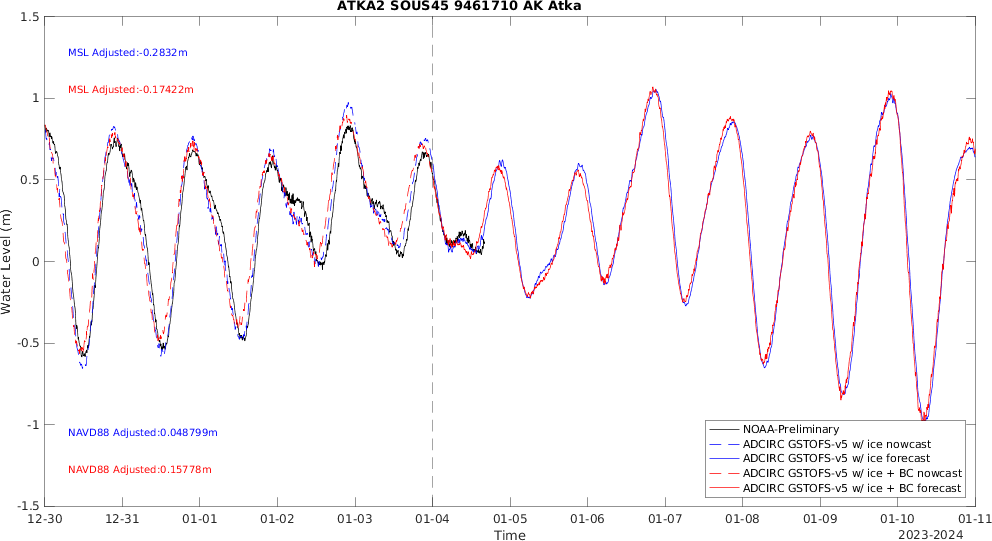 ATKA2 SOUS45 9461710 AK Atka
1.5
MSL Adjusted:-0.2832m
MSL Adjusted:-0.17422m
1
0.5
0
-0.5
-1
-1.5
Water Level (m)
NAVD88 Adjusted:0.048799m
NAVD88 Adjusted:0.15778m
NOAA-Preliminary
ADCIRC GSTOFS-v5 w/ ice nowcast
ADCIRC GSTOFS-v5 w/ ice forecast
ADCIRC GSTOFS-v5 w/ ice + BC nowcast
ADCIRC GSTOFS-v5 w/ ice + BC forecast
12-30 12-31 01-01 01-02 01-03 01-04 01-05 01-06 01-07 01-08 01-09 01-10 01-11
Time
2023-2024